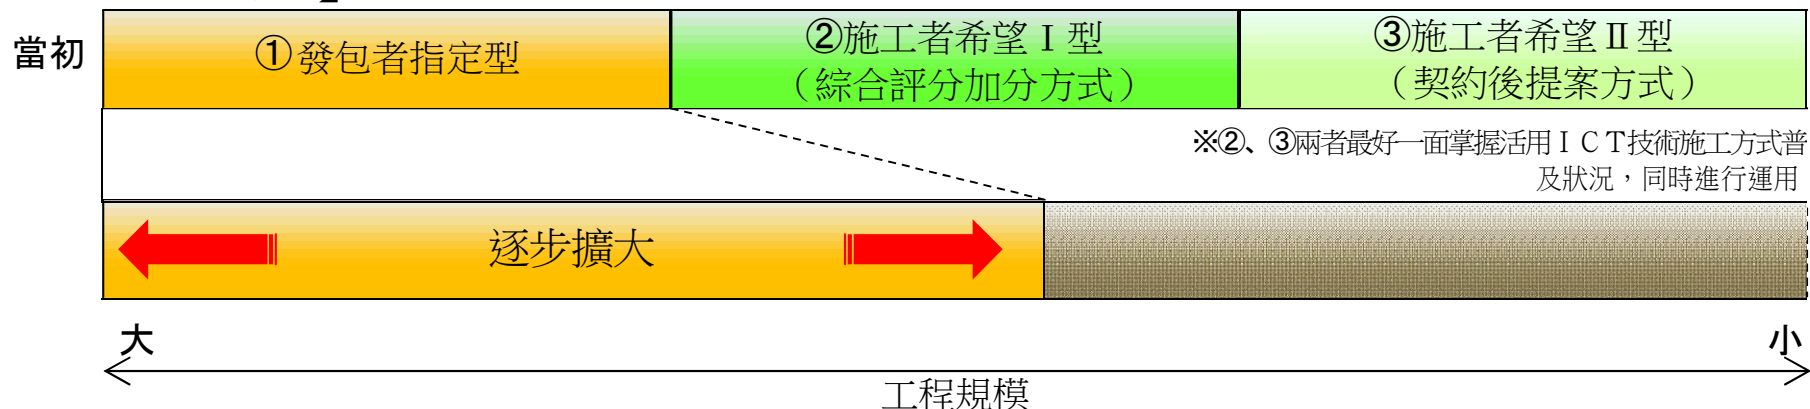 當初
①發包者指定型
②施工者希望Ⅰ型
（綜合評分加分方式）
③施工者希望Ⅱ型
（契約後提案方式）
※②、③兩者最好一面掌握活用ＩＣＴ技術施工方式普
及狀況，同時進行運用
逐步擴大
大
小
工程規模